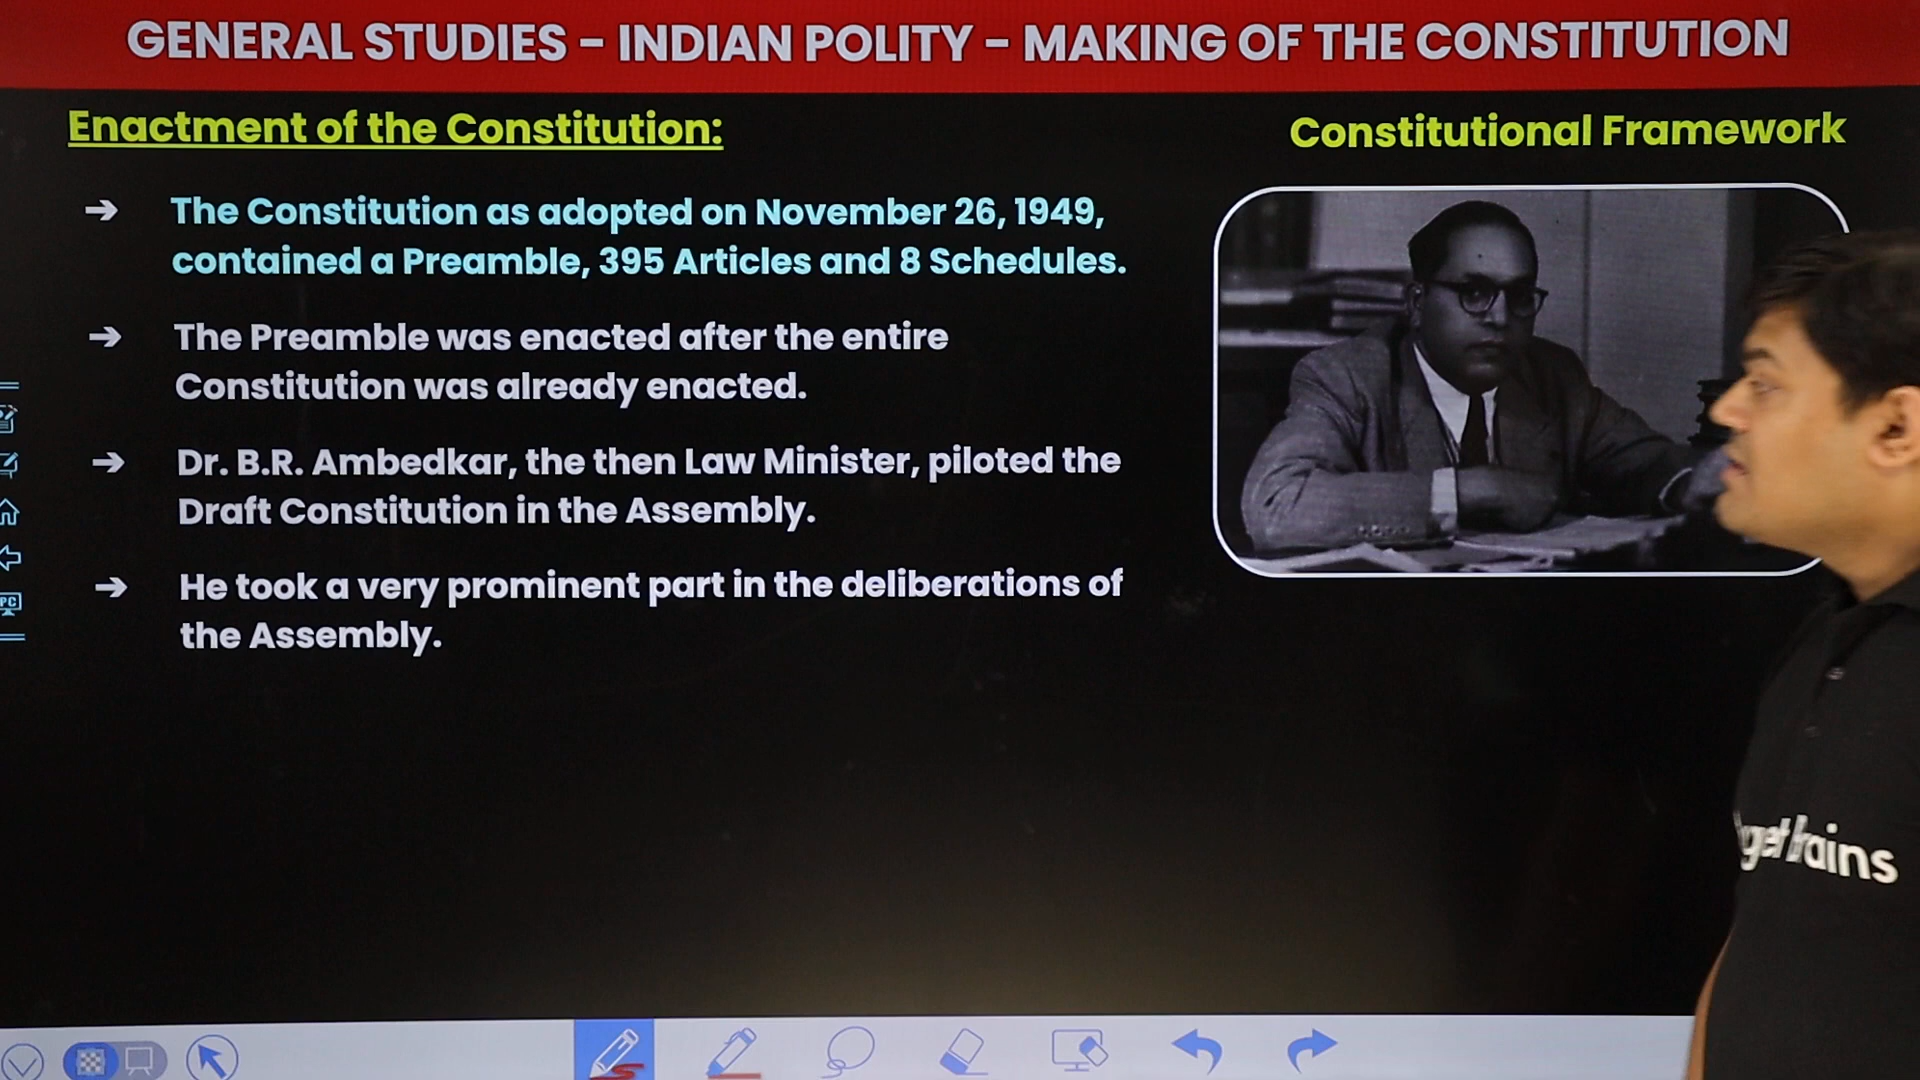 GENERAL STUDIES - INDIAN POLITY - MAKING OF THE CONSTITUTION
Enactment of the Constitution:
Constitutional Framework
➔ The Constitution as adopted on November 26, 1949,
contained a Preamble, 395 Articles and 8 Schedules.
➔ The Preamble was enacted after the entire
Constitution was already enacted.
➔ Dr. B.R. Ambedkar, the then Law Minister, piloted the
Draft Constitution in the Assembly.
➔ He took a very prominent part in the deliberations of
the Assembly.
PC